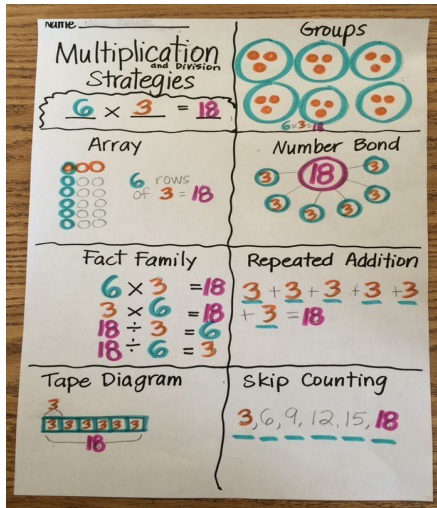 Name
Multiplication
and Division
Strategies
6 x 3 = 18
Groups
6x3=18
Array
6 rows
of 3 = 18
Number Bond
18
3
3
3
3
3
3
Fact Family
6 x 3 = 18
3 x 6 = 18
18 ÷ 3 = 6
18 ÷ 6 = 3
Repeated Addition
3 + 3 + 3 + 3 + 3
+ 3 = 18
Tape Diagram
3
3 3 3 3 3 3
18
Skip Counting
3, 6, 9, 12, 15, 18